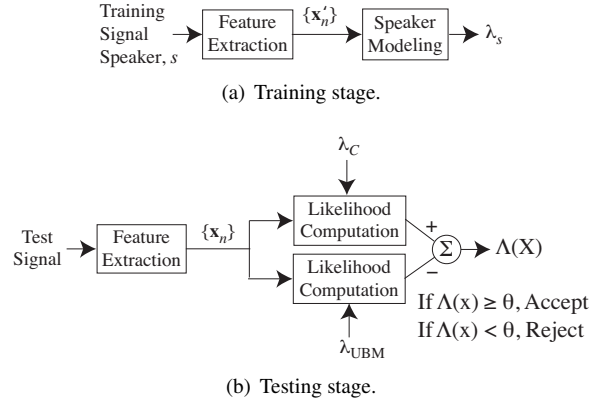 Training
Signal
Speaker, s
Feature
Extraction
{x′ₙ}
Speaker
Modeling
λₛ
(a) Training stage.
Test
Signal
Feature
Extraction
{xₙ}
λ_C
Likelihood
Computation
Likelihood
Computation
λ_UBM
+
Σ
−
Λ(X)
If Λ(x) ≥ θ, Accept
If Λ(x) < θ, Reject
(b) Testing stage.